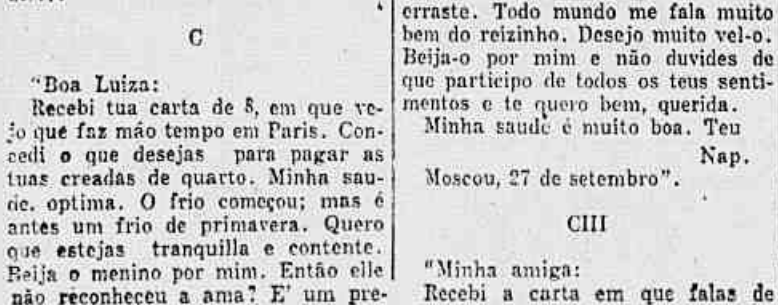 C
"Boa Luiza:
Recebi tua carta de 8, em que ve-
jo que faz máo tempo em Paris. Con-
cedi o que desejas para pagar as
tuas creadas de quarto. Minha sau-
de, optima. O frio começou; mas é
antes um frio de primavera. Quero
que estejas tranquilla e contente.
Beija o menino por mim. Então elle
não reconheceu a ama? E' um pre-
erraste. Todo mundo me fala muito
bem do reizinho. Desejo muito vel-o.
Beija-o por mim e não duvides de
que participo de todos os teus senti-
mentos e te quero bem, querida.
Minha saude é muito boa. Teu
Nap.
Moscou, 27 de setembro".
CIII
"Minha amiga:
Recebi a carta em que falas de